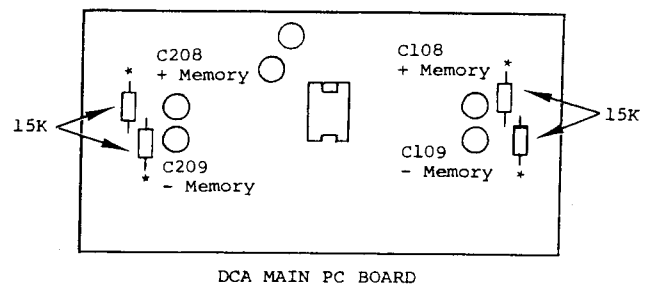 C208
+ Memory
C108
+ Memory
*
*
15K
15K
C209
- Memory
C109
- Memory
*
*
DCA MAIN PC BOARD